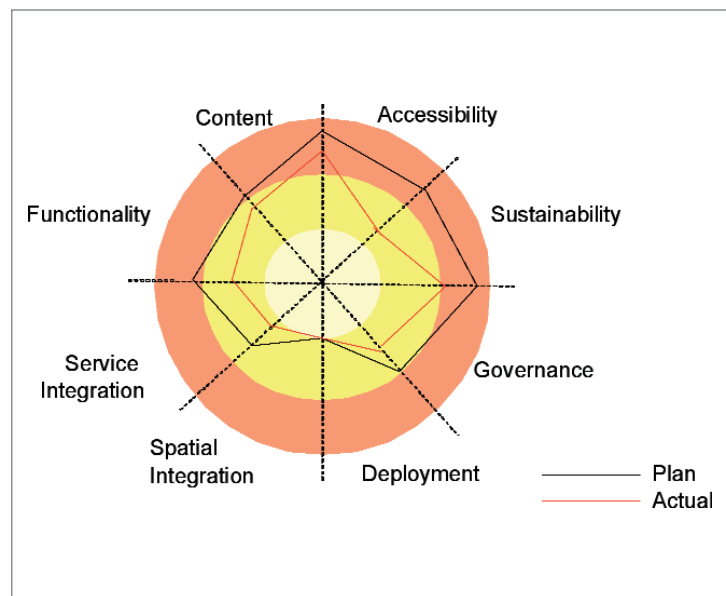 Content
Accessibility
Functionality
Sustainability
Service
Integration
Governance
Spatial
Integration
Deployment
Plan
Actual